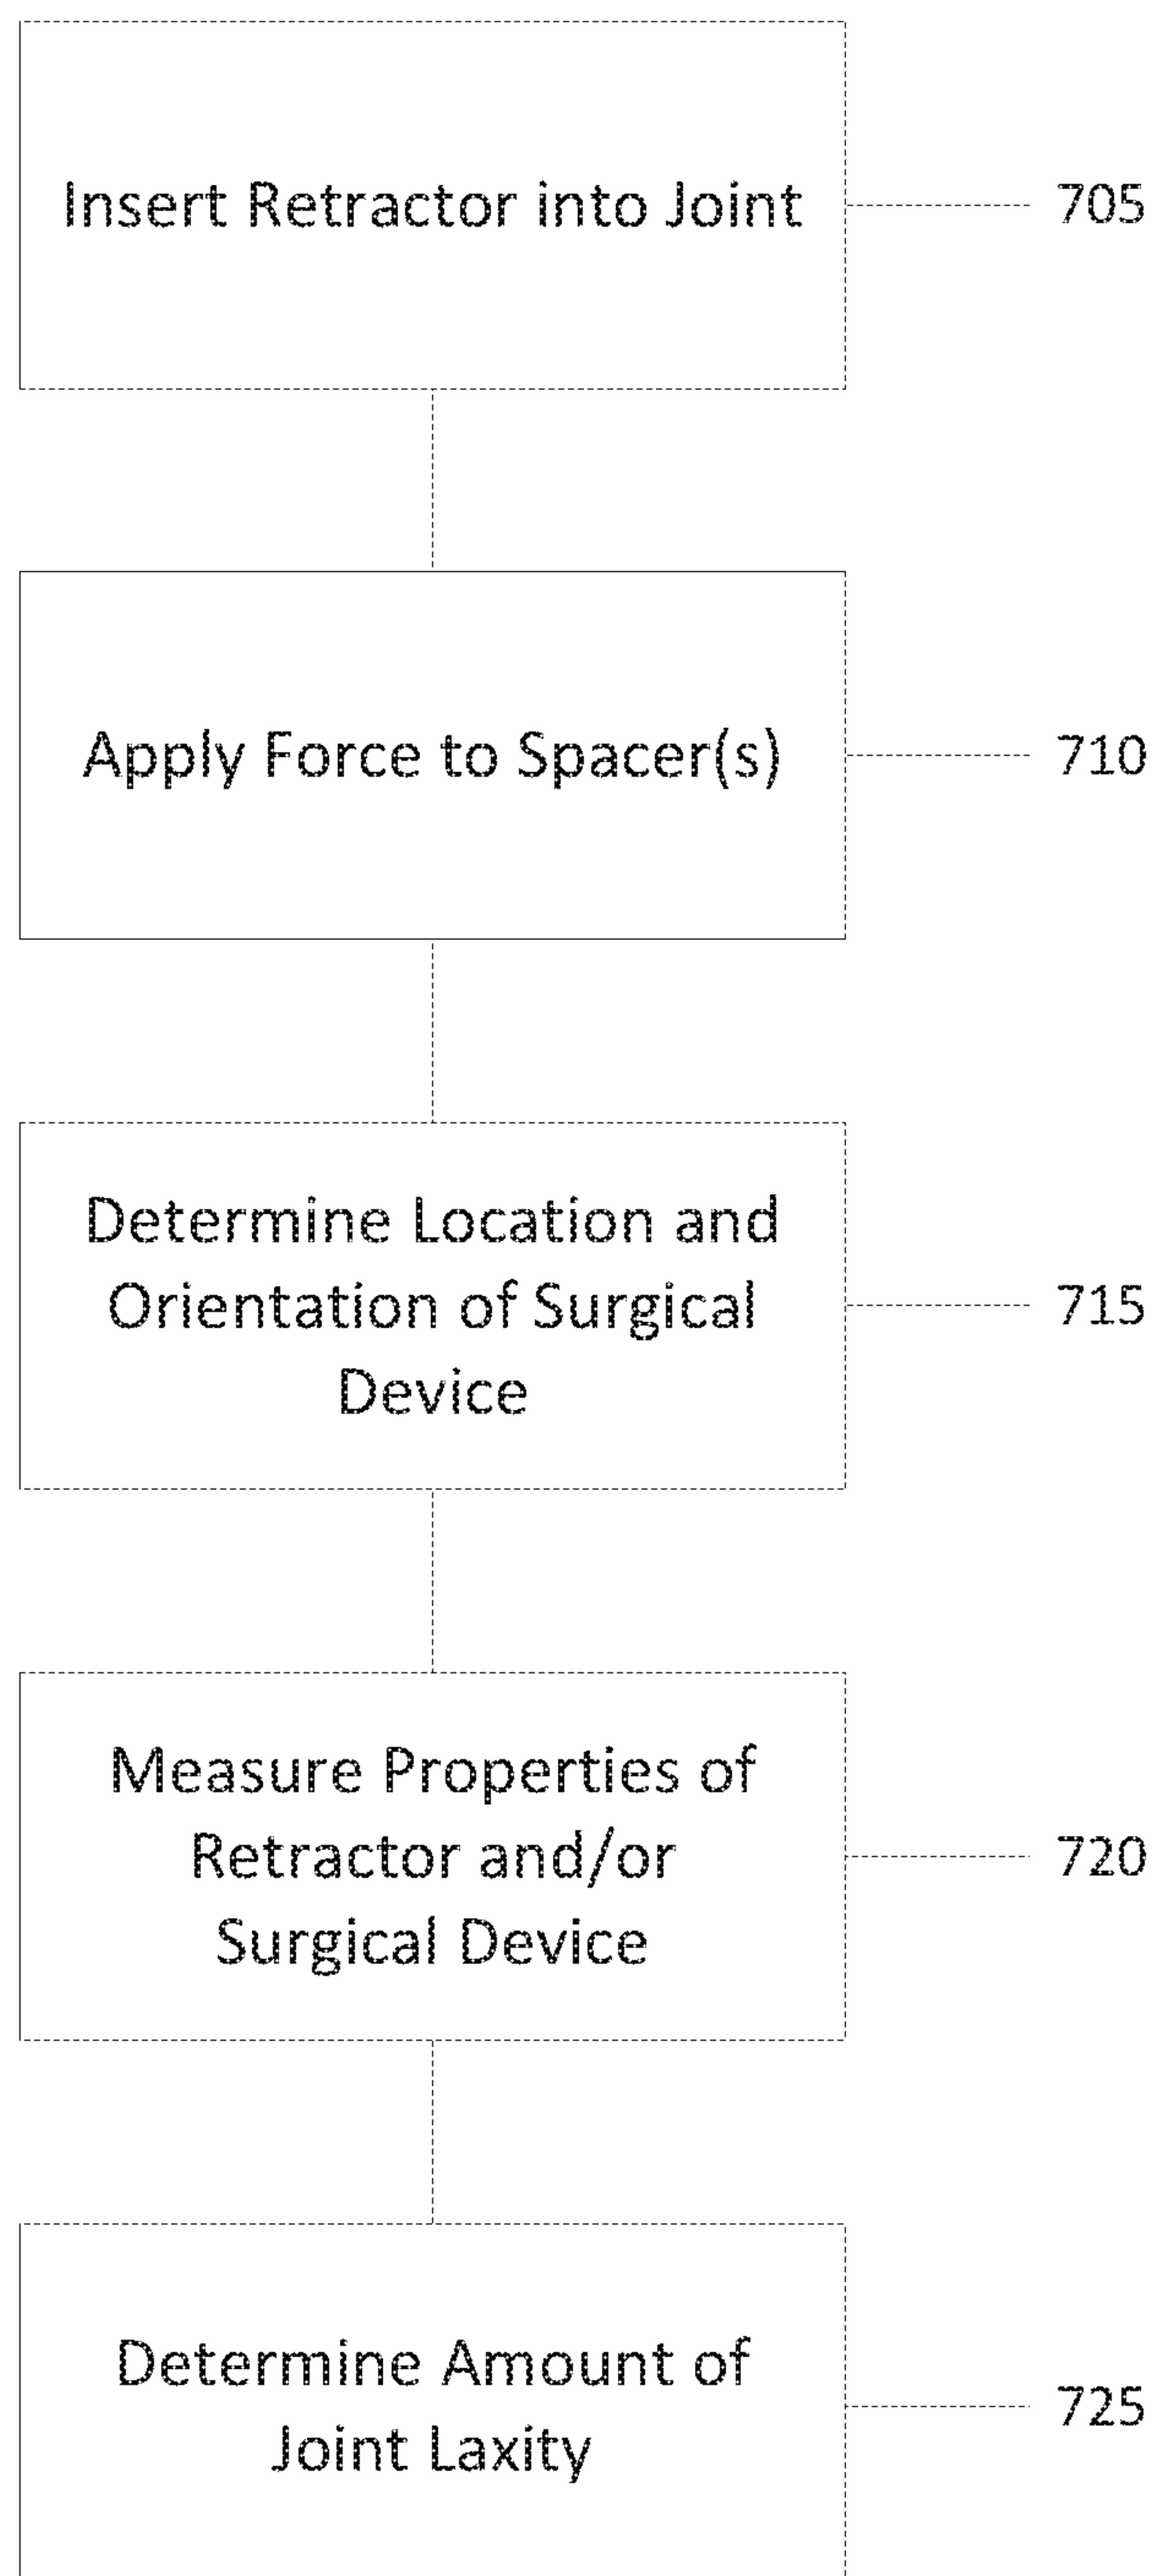 Insert Retractor into Joint
705
Apply Force to Spacer(s)
710
Determine Location and
Orientation of Surgical
Device
715
Measure Properties of
Retractor and/or
Surgical Device
720
Determine Amount of
Joint Laxity
725